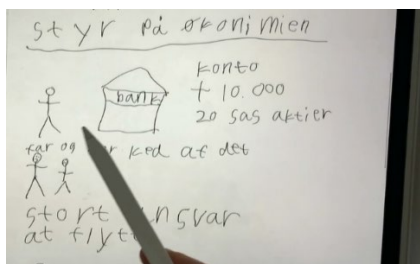 styr på økonimien
konto
bank
+ 10.000
20 sas aktier
far og ked af det
stort
at